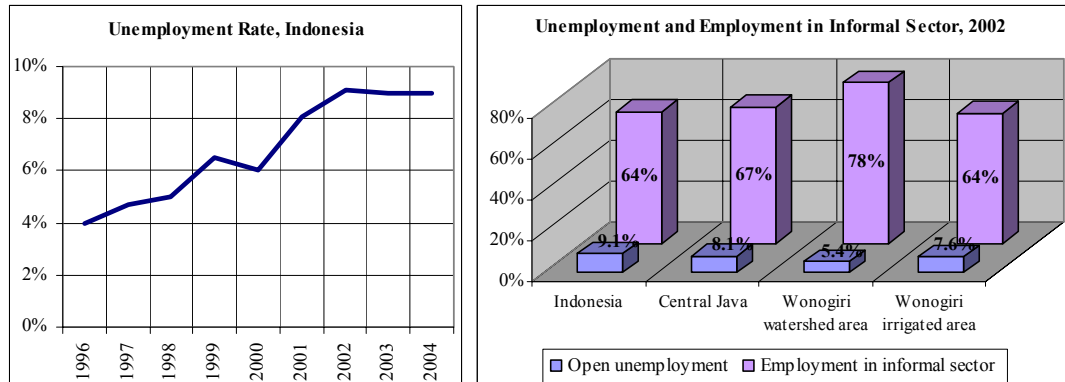 Unemployment Rate, Indonesia
10%
8%
6%
4%
2%
0%
1996
1997
1998
1999
2000
2001
2002
2003
2004
Unemployment and Employment in Informal Sector, 2002
80%
60%
40%
20%
0%
64%
67%
78%
64%
9.1%
8.1%
5.4%
7.6%
Indonesia
Central Java
Wonogiri
watershed area
Wonogiri
irrigated area
Open unemployment
Employment in informal sector